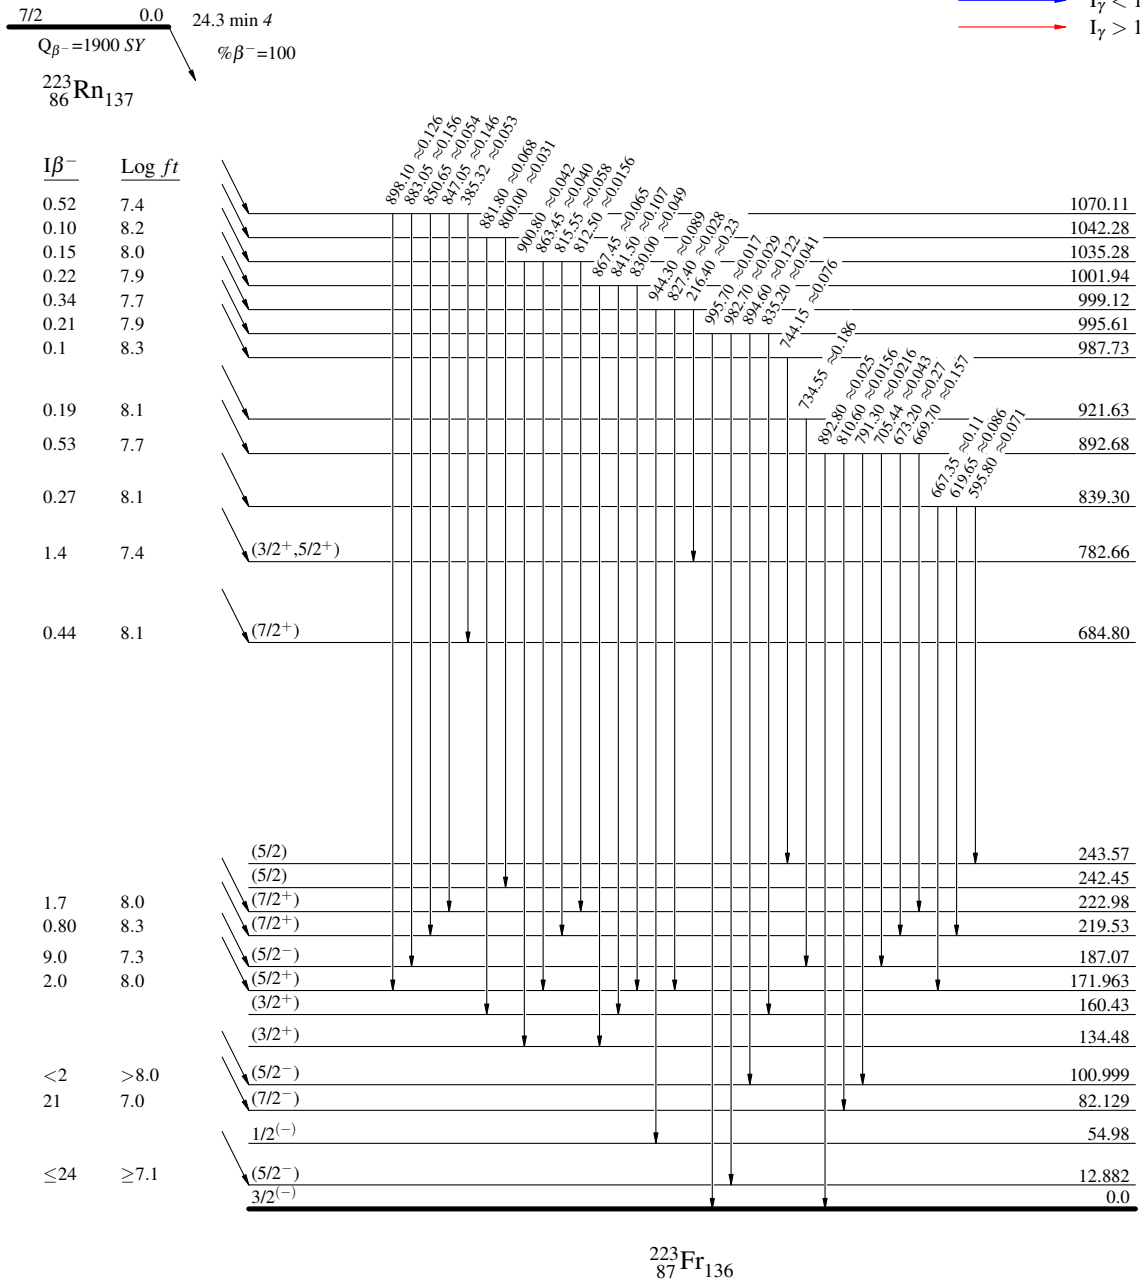 I_γ < 1
I_γ > 1
7/2 0.0 24.3 min 4
Q_β−=1900 SY
%β−=100
223 86 Rn 137
Iβ− Log ft
898.10 ≈0.126
883.05 ≈0.156
850.65 ≈0.054
847.05 ≈0.146
385.32 ≈0.053
881.80 ≈0.068
800.00 ≈0.031
900.80 ≈0.042
863.45 ≈0.040
815.55 ≈0.058
812.50 ≈0.0156
867.45 ≈0.065
841.50 ≈0.107
830.00 ≈0.049
944.30 ≈0.089
827.40 ≈0.028
216.40 ≈0.23
995.70 ≈0.017
982.70 ≈0.029
894.60 ≈0.122
835.20 ≈0.041
744.15 ≈0.076
734.55 ≈0.186
892.80 ≈0.025
810.60 ≈0.0156
791.30 ≈0.0216
705.44 ≈0.043
673.20 ≈0.27
669.70 ≈0.157
667.35 ≈0.11
619.65 ≈0.086
595.80 ≈0.071
0.52 7.4 1070.11
0.10 8.2 1042.28
0.15 8.0 1035.28
0.22 7.9 1001.94
0.34 7.7 999.12
0.21 7.9 995.61
0.1 8.3 987.73
0.19 8.1 921.63
0.53 7.7 892.68
0.27 8.1 839.30
1.4 7.4 (3/2+,5/2+) 782.66
0.44 8.1 (7/2+) 684.80
(5/2) 243.57
(5/2) 242.45
1.7 8.0 (7/2+) 222.98
0.80 8.3 (7/2+) 219.53
9.0 7.3 (5/2−) 187.07
2.0 8.0 (5/2+) 171.963
(3/2+) 160.43
(3/2+) 134.48
<2 >8.0 (5/2−) 100.999
21 7.0 (7/2−) 82.129
1/2(−) 54.98
≤24 ≥7.1 (5/2−) 12.882
3/2(−) 0.0
223 87 Fr 136